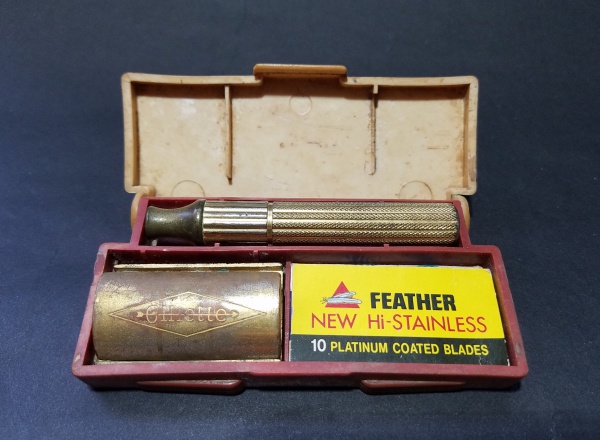 Gillette
FEATHER
NEW Hi-STAINLESS
10 PLATINUM COATED BLADES